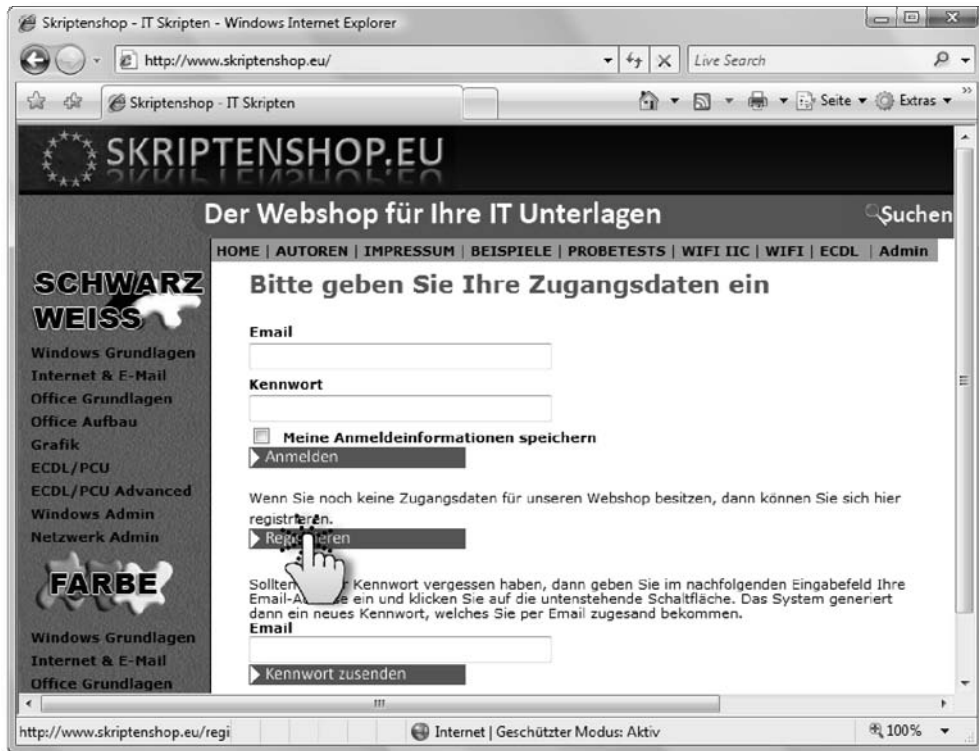 Skriptenshop - IT Skripten - Windows Internet Explorer
http://www.skriptenshop.eu/
Live Search
Skriptenshop - IT Skripten
Seite
Extras
SKRIPTENSHOP.EU
Der Webshop für Ihre IT Unterlagen
Suchen
HOME | AUTOREN | IMPRESSUM | BEISPIELE | PROBETESTS | WIFI IIC | WIFI | ECDL | Admin
SCHWARZ
WEISS
Windows Grundlagen
Internet & E-Mail
Office Grundlagen
Office Aufbau
Grafik
ECDL/PCU
ECDL/PCU Advanced
Windows Admin
Netzwerk Admin
FARBE
Windows Grundlagen
Internet & E-Mail
Office Grundlagen
Bitte geben Sie Ihre Zugangsdaten ein
Email
Kennwort
Meine Anmeldeinformationen speichern
Anmelden
Wenn Sie noch keine Zugangsdaten für unseren Webshop besitzen, dann können Sie sich hier
registrieren.
Registrieren
Sollten Kennwort vergessen haben, dann geben Sie im nachfolgenden Eingabefeld Ihre
Email-Adresse ein und klicken Sie auf die untenstehende Schaltfläche. Das System generiert
dann ein neues Kennwort, welches Sie per Email zugesand bekommen.
Email
Kennwort zusenden
http://www.skriptenshop.eu/regi
Internet | Geschützter Modus: Aktiv
100%